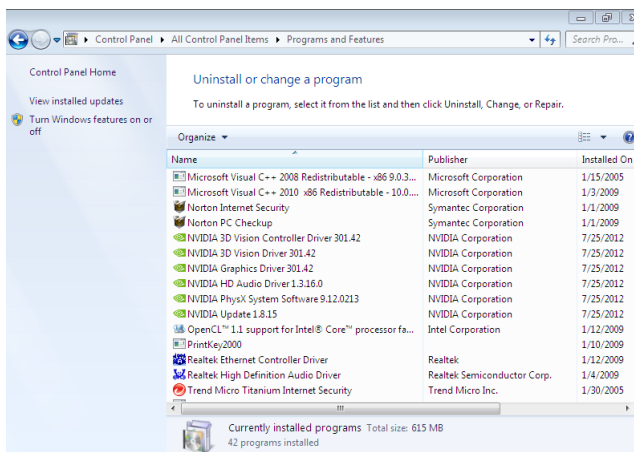 Control Panel All Control Panel Items Programs and Features Search Pro...
Control Panel Home
View installed updates
Turn Windows features on or
off
Uninstall or change a program
To uninstall a program, select it from the list and then click Uninstall, Change, or Repair.
Organize
Name Publisher Installed On
Microsoft Visual C++ 2008 Redistributable - x86 9.0.3... Microsoft Corporation 1/15/2005
Microsoft Visual C++ 2010 x86 Redistributable - 10.0.... Microsoft Corporation 1/3/2009
Norton Internet Security Symantec Corporation 1/1/2009
Norton PC Checkup Symantec Corporation 1/1/2009
NVIDIA 3D Vision Controller Driver 301.42 NVIDIA Corporation 7/25/2012
NVIDIA 3D Vision Driver 301.42 NVIDIA Corporation 7/25/2012
NVIDIA Graphics Driver 301.42 NVIDIA Corporation 7/25/2012
NVIDIA HD Audio Driver 1.3.16.0 NVIDIA Corporation 7/25/2012
NVIDIA PhysX System Software 9.12.0213 NVIDIA Corporation 7/25/2012
NVIDIA Update 1.8.15 NVIDIA Corporation 7/25/2012
OpenCL™ 1.1 support for Intel® Core™ processor fa... Intel Corporation 1/12/2009
PrintKey2000 1/10/2009
Realtek Ethernet Controller Driver Realtek 1/12/2009
Realtek High Definition Audio Driver Realtek Semiconductor Corp. 1/4/2009
Trend Micro Titanium Internet Security Trend Micro Inc. 1/30/2005
Currently installed programs Total size: 615 MB
42 programs installed